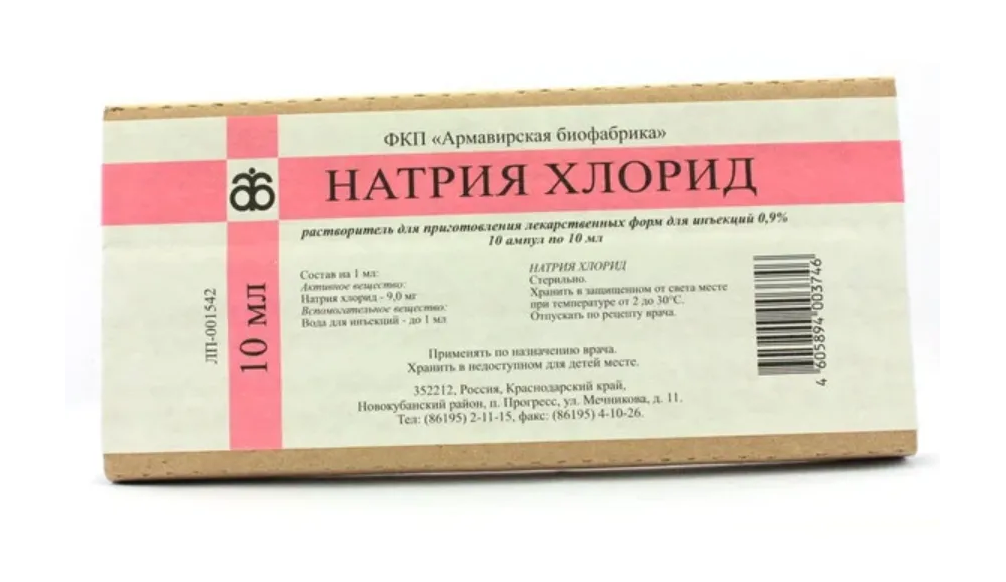 ФКП «Армавирская биофабрика»
НАТРИЯ ХЛОРИД
растворитель для приготовления лекарственных форм для инъекций 0,9%
10 ампул по 10 мл
Состав на 1 мл:
Активное вещество:
Натрия хлорид - 9,0 мг
Вспомогательное вещество:
Вода для инъекций - до 1 мл
НАТРИЯ ХЛОРИД
Стерильно.
Хранить в защищенном от света месте
при температуре от 2 до 30°С.
Отпускать по рецепту врача.
Применять по назначению врача.
Хранить в недоступном для детей месте.
352212, Россия, Краснодарский край,
Новокубанский район, п. Прогресс, ул. Мечникова, д. 11.
Тел: (86195) 2-11-15, факс: (86195) 4-10-26.
ЛП-001542
10 мл
4 605894 003746